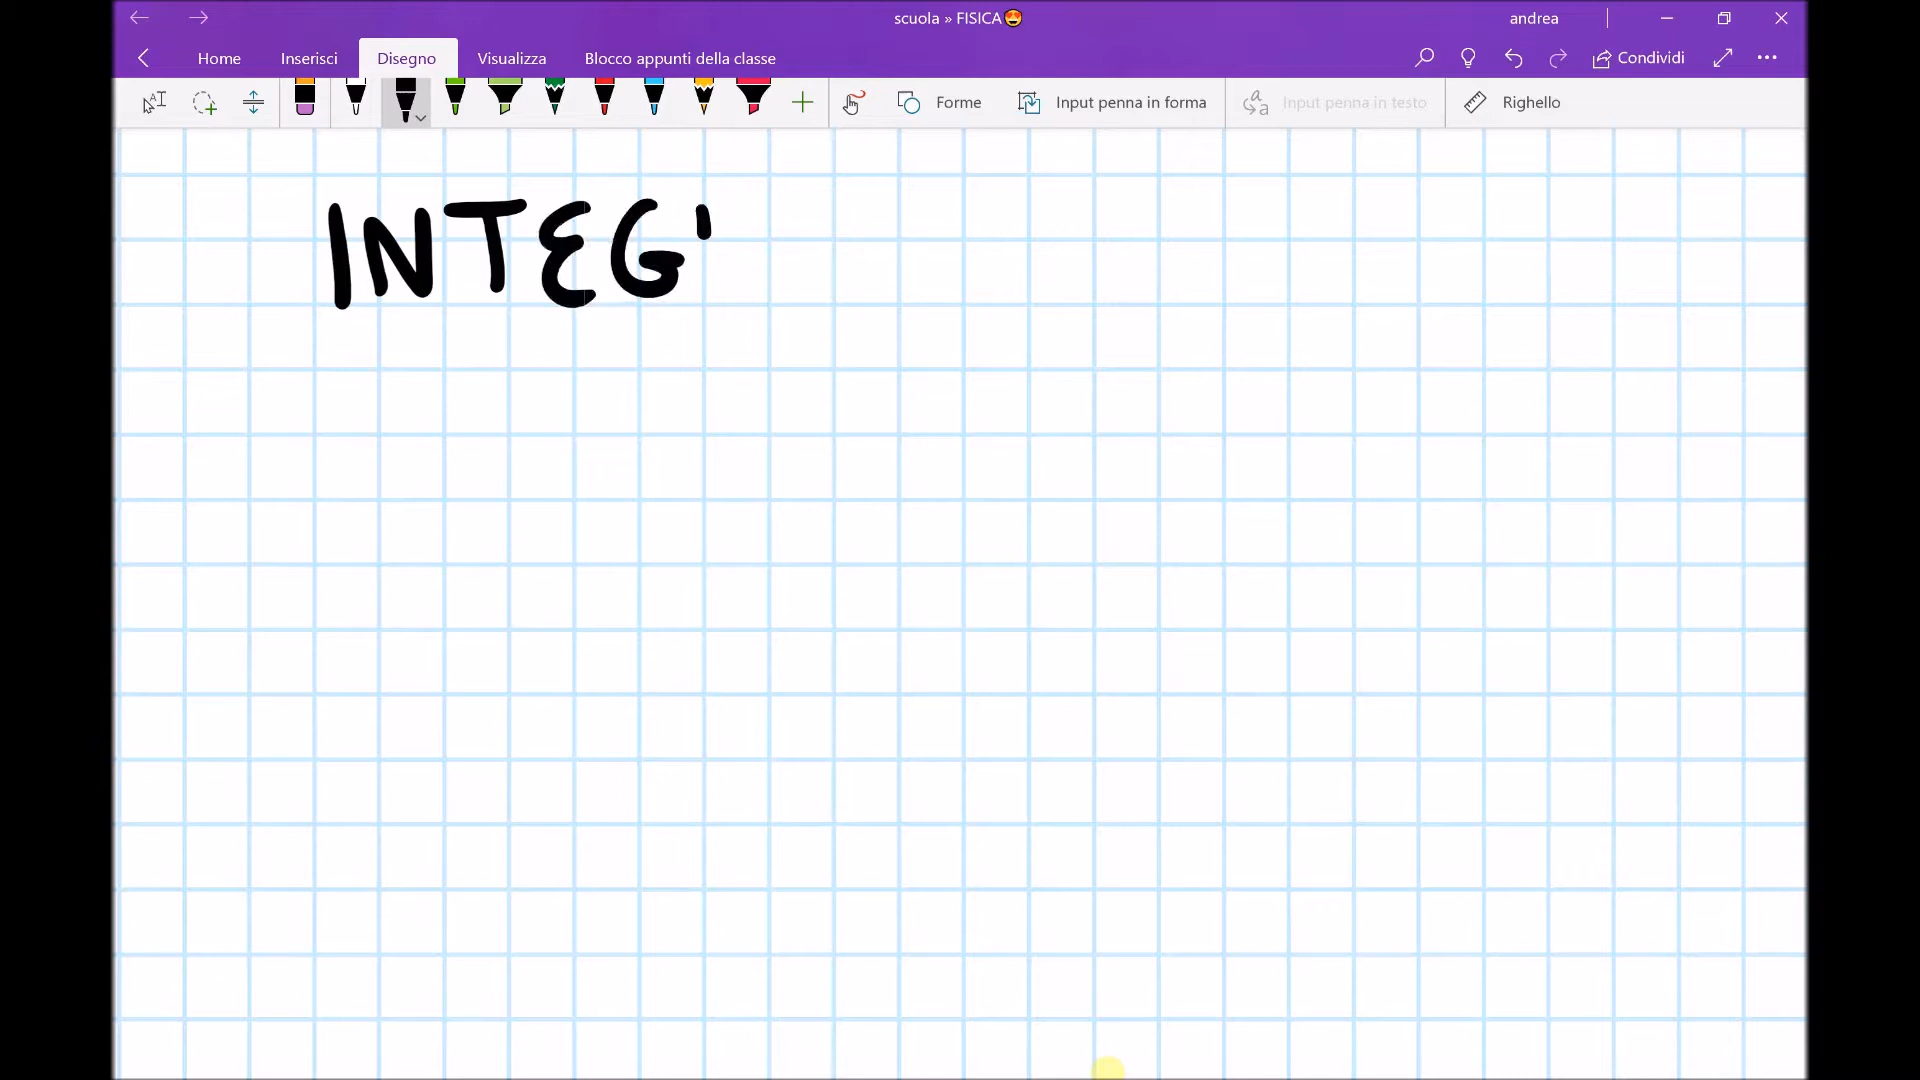 scuola » FISICA😍
andrea
Home Inserisci Disegno Visualizza Blocco appunti della classe Condividi
Forme Input penna in forma Input penna in testo Righello
INTEG'